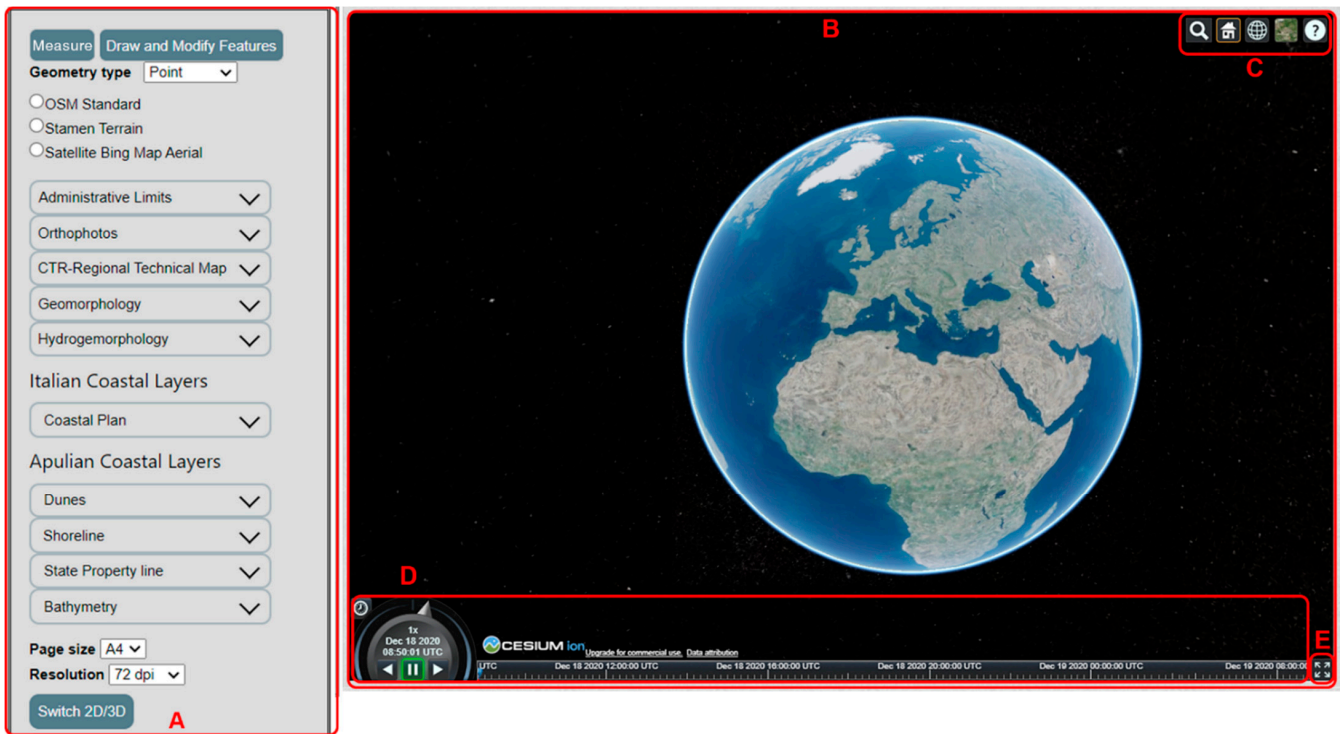 Measure Draw and Modify Features
Geometry type Point
OSM Standard
Stamen Terrain
Satellite Bing Map Aerial
Administrative Limits
Orthophotos
CTR-Regional Technical Map
Geomorphology
Hydrogemorphology
Italian Coastal Layers
Coastal Plan
Apulian Coastal Layers
Dunes
Shoreline
State Property line
Bathymetry
Page size A4
Resolution 72 dpi
Switch 2D/3D
A
B
C
?
D
1x
Dec 18 2020
08:50:01 UTC
CESIUM ion
Upgrade for commercial use. Data attribution
UTC Dec 18 2020 12:00:00 UTC Dec 18 2020 16:00:00 UTC Dec 18 2020 20:00:00 UTC Dec 19 2020 00:00:00 UTC Dec 19 2020 08:00:00
E